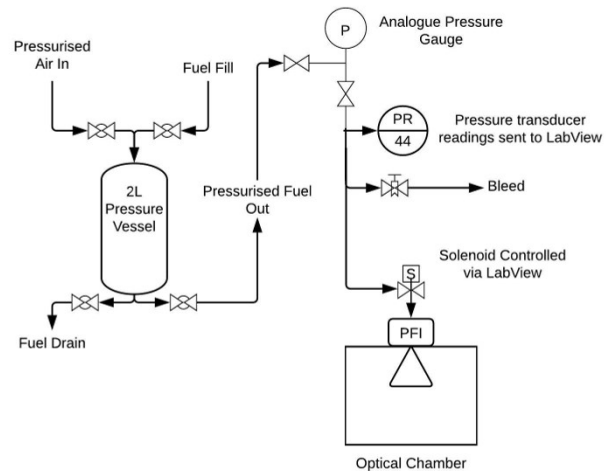 Pressurised
Air In
Fuel Fill
2L
Pressure
Vessel
Fuel Drain
Pressurised Fuel
Out
P
Analogue Pressure
Gauge
PR
44
Pressure transducer
readings sent to LabView
Bleed
Solenoid Controlled
via LabView
S
PFI
Optical Chamber